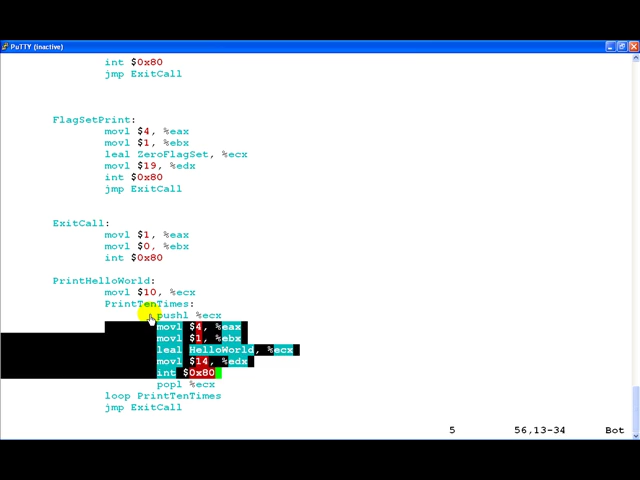 PuTTY (inactive)
int $0x80
jmp ExitCall
FlagSetPrint:
movl $4, %eax
movl $1, %ebx
leal ZeroFlagSet, %ecx
movl $19, %edx
int $0x80
jmp ExitCall
ExitCall:
movl $1, %eax
movl $0, %ebx
int $0x80
PrintHelloWorld:
movl $10, %ecx
PrintTenTimes:
pushl %ecx
movl $4, %eax
movl $1, %ebx
leal HelloWorld, %ecx
movl $14, %edx
int $0x80
popl %ecx
loop PrintTenTimes
jmp ExitCall
5 56,13-34 Bot